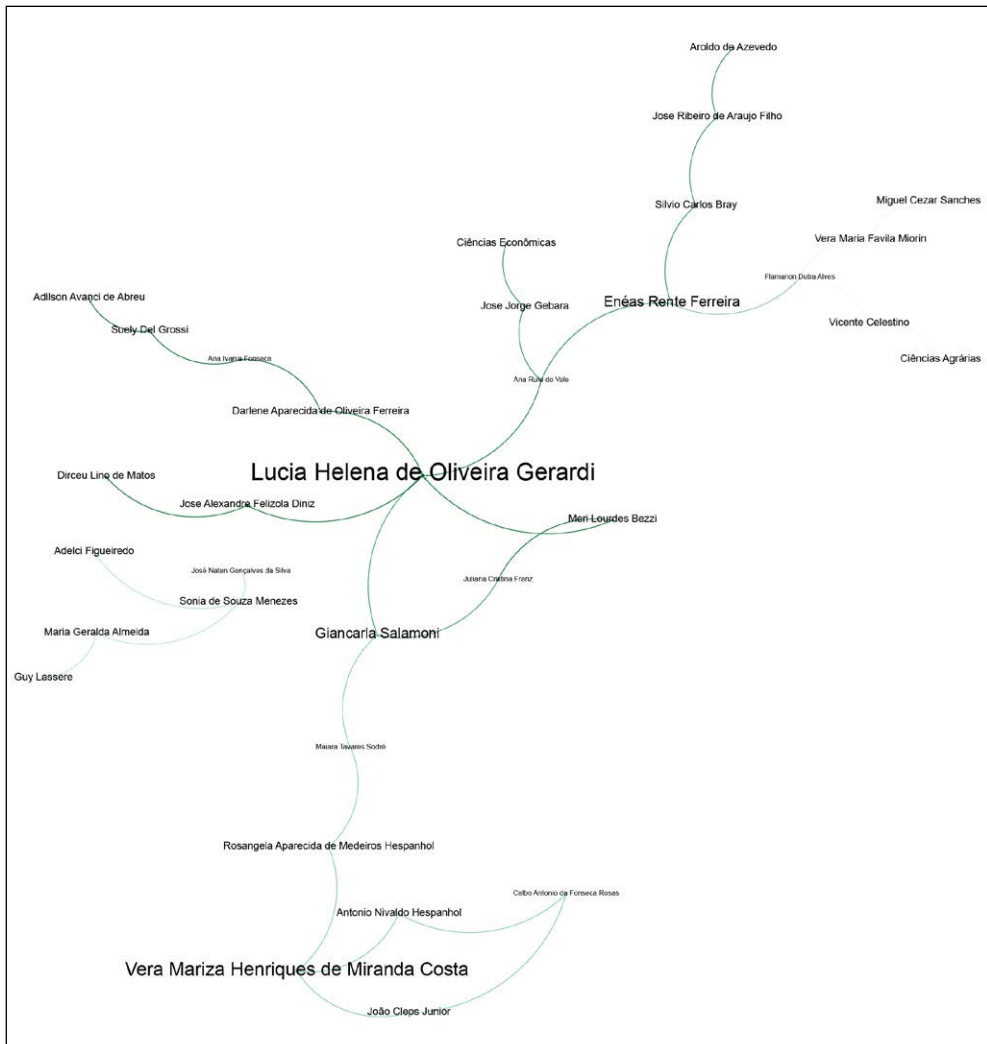 Aroldo de Azevedo
Jose Ribeiro de Araujo Filho
Miguel Cezar Sanches
Silvio Carlos Bray
Vera Maria Favila Miorin
Ciências Econômicas
Flamarion Dutra Alves
Adilson Avanci de Abreu
Enéas Rente Ferreira
Jose Jorge Gebara
Vicente Celestino
Suely Del Grossi
Ciências Agrárias
Ana Ivania Fonseca
Ana Rute do Vale
Darlene Aparecida de Oliveira Ferreira
Lucia Helena de Oliveira Gerardi
Dirceu Lino de Matos
Jose Alexandre Felizola Diniz
Meri Lourdes Bezzi
Adelci Figueiredo
José Natan Gonçalves da Silva
Juliana Cristina Franz
Sonia de Souza Menezes
Maria Geralda Almeida
Giancarla Salamoni
Guy Lassere
Maiara Tavares Sodré
Rosangela Aparecida de Medeiros Hespanhol
Celbo Antonio da Fonseca Rosas
Antonio Nivaldo Hespanhol
Vera Mariza Henriques de Miranda Costa
João Cleps Junior